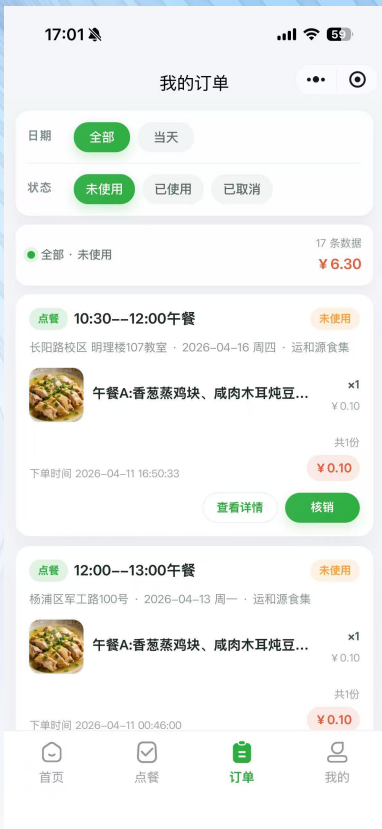 17:01
59
我的订单
日期 全部 当天
状态 未使用 已使用 已取消
全部 · 未使用
17 条数据
¥6.30
点餐 10:30--12:00午餐 未使用
长阳路校区 明理楼107教室 · 2026-04-16 周四 · 运和源食集
午餐A:香葱蒸鸡块、咸肉木耳炖豆...
×1
¥0.10
共1份
下单时间 2026-04-11 16:50:33
¥0.10
查看详情 核销
点餐 12:00--13:00午餐 未使用
杨浦区军工路100号 · 2026-04-13 周一 · 运和源食集
午餐A:香葱蒸鸡块、咸肉木耳炖豆...
×1
¥0.10
共1份
下单时间 2026-04-11 00:46:00
¥0.10
首页 点餐 订单 我的